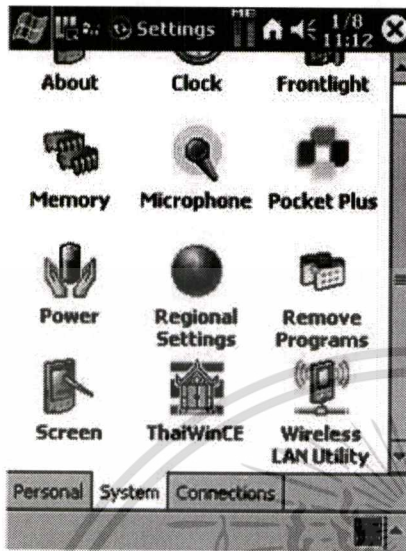 Settings
1/8
11:12
About Clock Frontlight
Memory Microphone Pocket Plus
Power Regional Settings Remove Programs
Screen ThaiWinCE Wireless LAN Utility
Personal System Connections